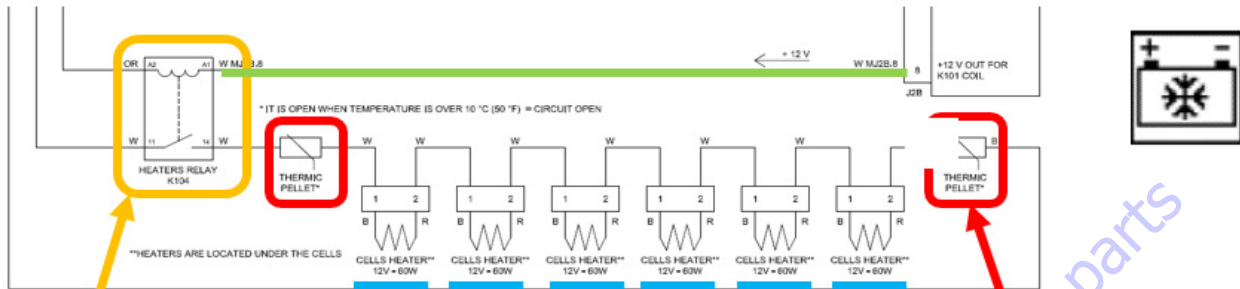 OR A2 A1 W MJ2B.8
+ 12 V
W MJ2B.8 8 +12 V OUT FOR
K101 COIL
J2B
* IT IS OPEN WHEN TEMPERATURE IS OVER 10 °C (50 °F) = CIRCUIT OPEN
W 11 14 W W W W W W W B
HEATERS RELAY
K104
THERMIC
PELLET*
THERMIC
PELLET*
1 2 1 2 1 2 1 2 1 2 1 2
B R B R B R B R B R B R
**HEATERS ARE LOCATED UNDER THE CELLS
CELLS HEATER** CELLS HEATER** CELLS HEATER** CELLS HEATER** CELLS HEATER** CELLS HEATER**
12V = 60W 12V = 60W 12V = 60W 12V = 60W 12V = 60W 12V = 60W
+ -
parts